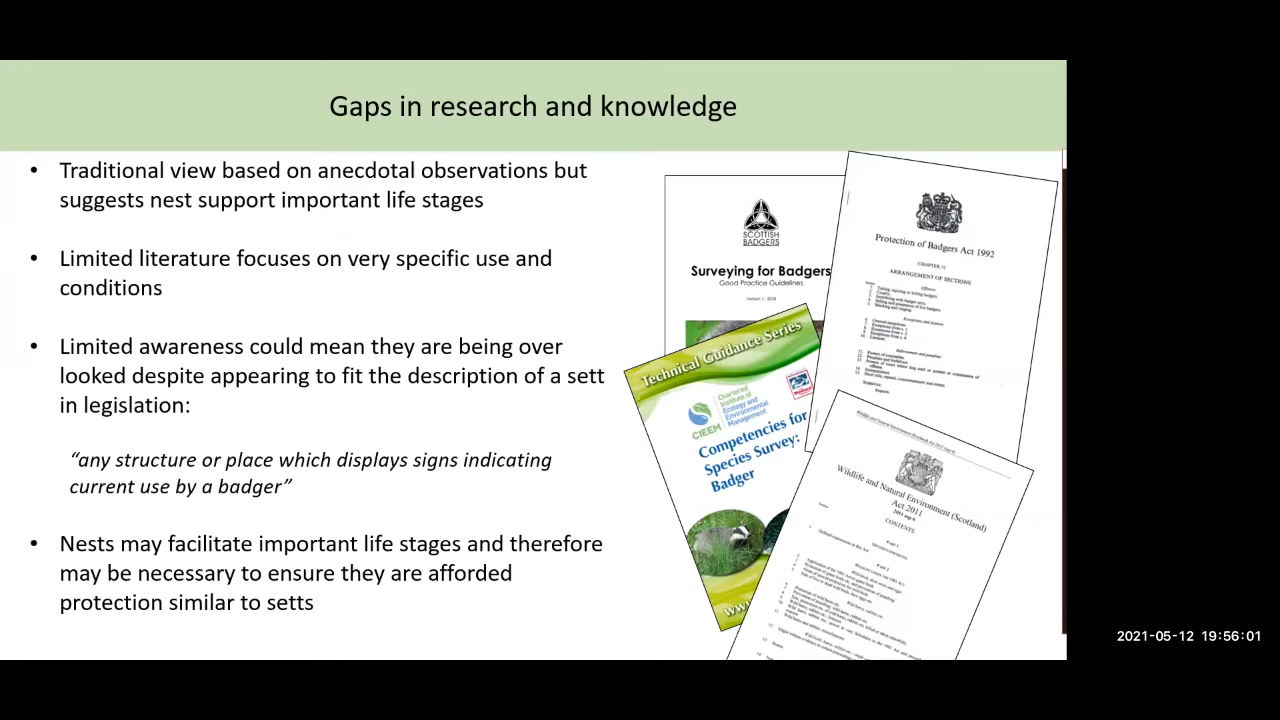 Gaps in research and knowledge
• Traditional view based on anecdotal observations but
suggests nest support important life stages
• Limited literature focuses on very specific use and
conditions
• Limited awareness could mean they are being over
looked despite appearing to fit the description of a sett
in legislation:
“any structure or place which displays signs indicating
current use by a badger”
• Nests may facilitate important life stages and therefore
may be necessary to ensure they are afforded
protection similar to setts
SCOTTISH
BADGERS
Surveying for Badgers
Good Practice Guidelines
Version 1: 2018
Protection of Badgers Act 1992
ARRANGEMENT OF SECTIONS
Technical Guidance Series
CIEEM
Chartered
Institute of
Ecology and
Environmental
Management
Competencies for
Species Survey:
Badger
www
Wildlife and Natural Environment (Scotland)
Act 2011
CONTENTS
2021-05-12 19:56:01